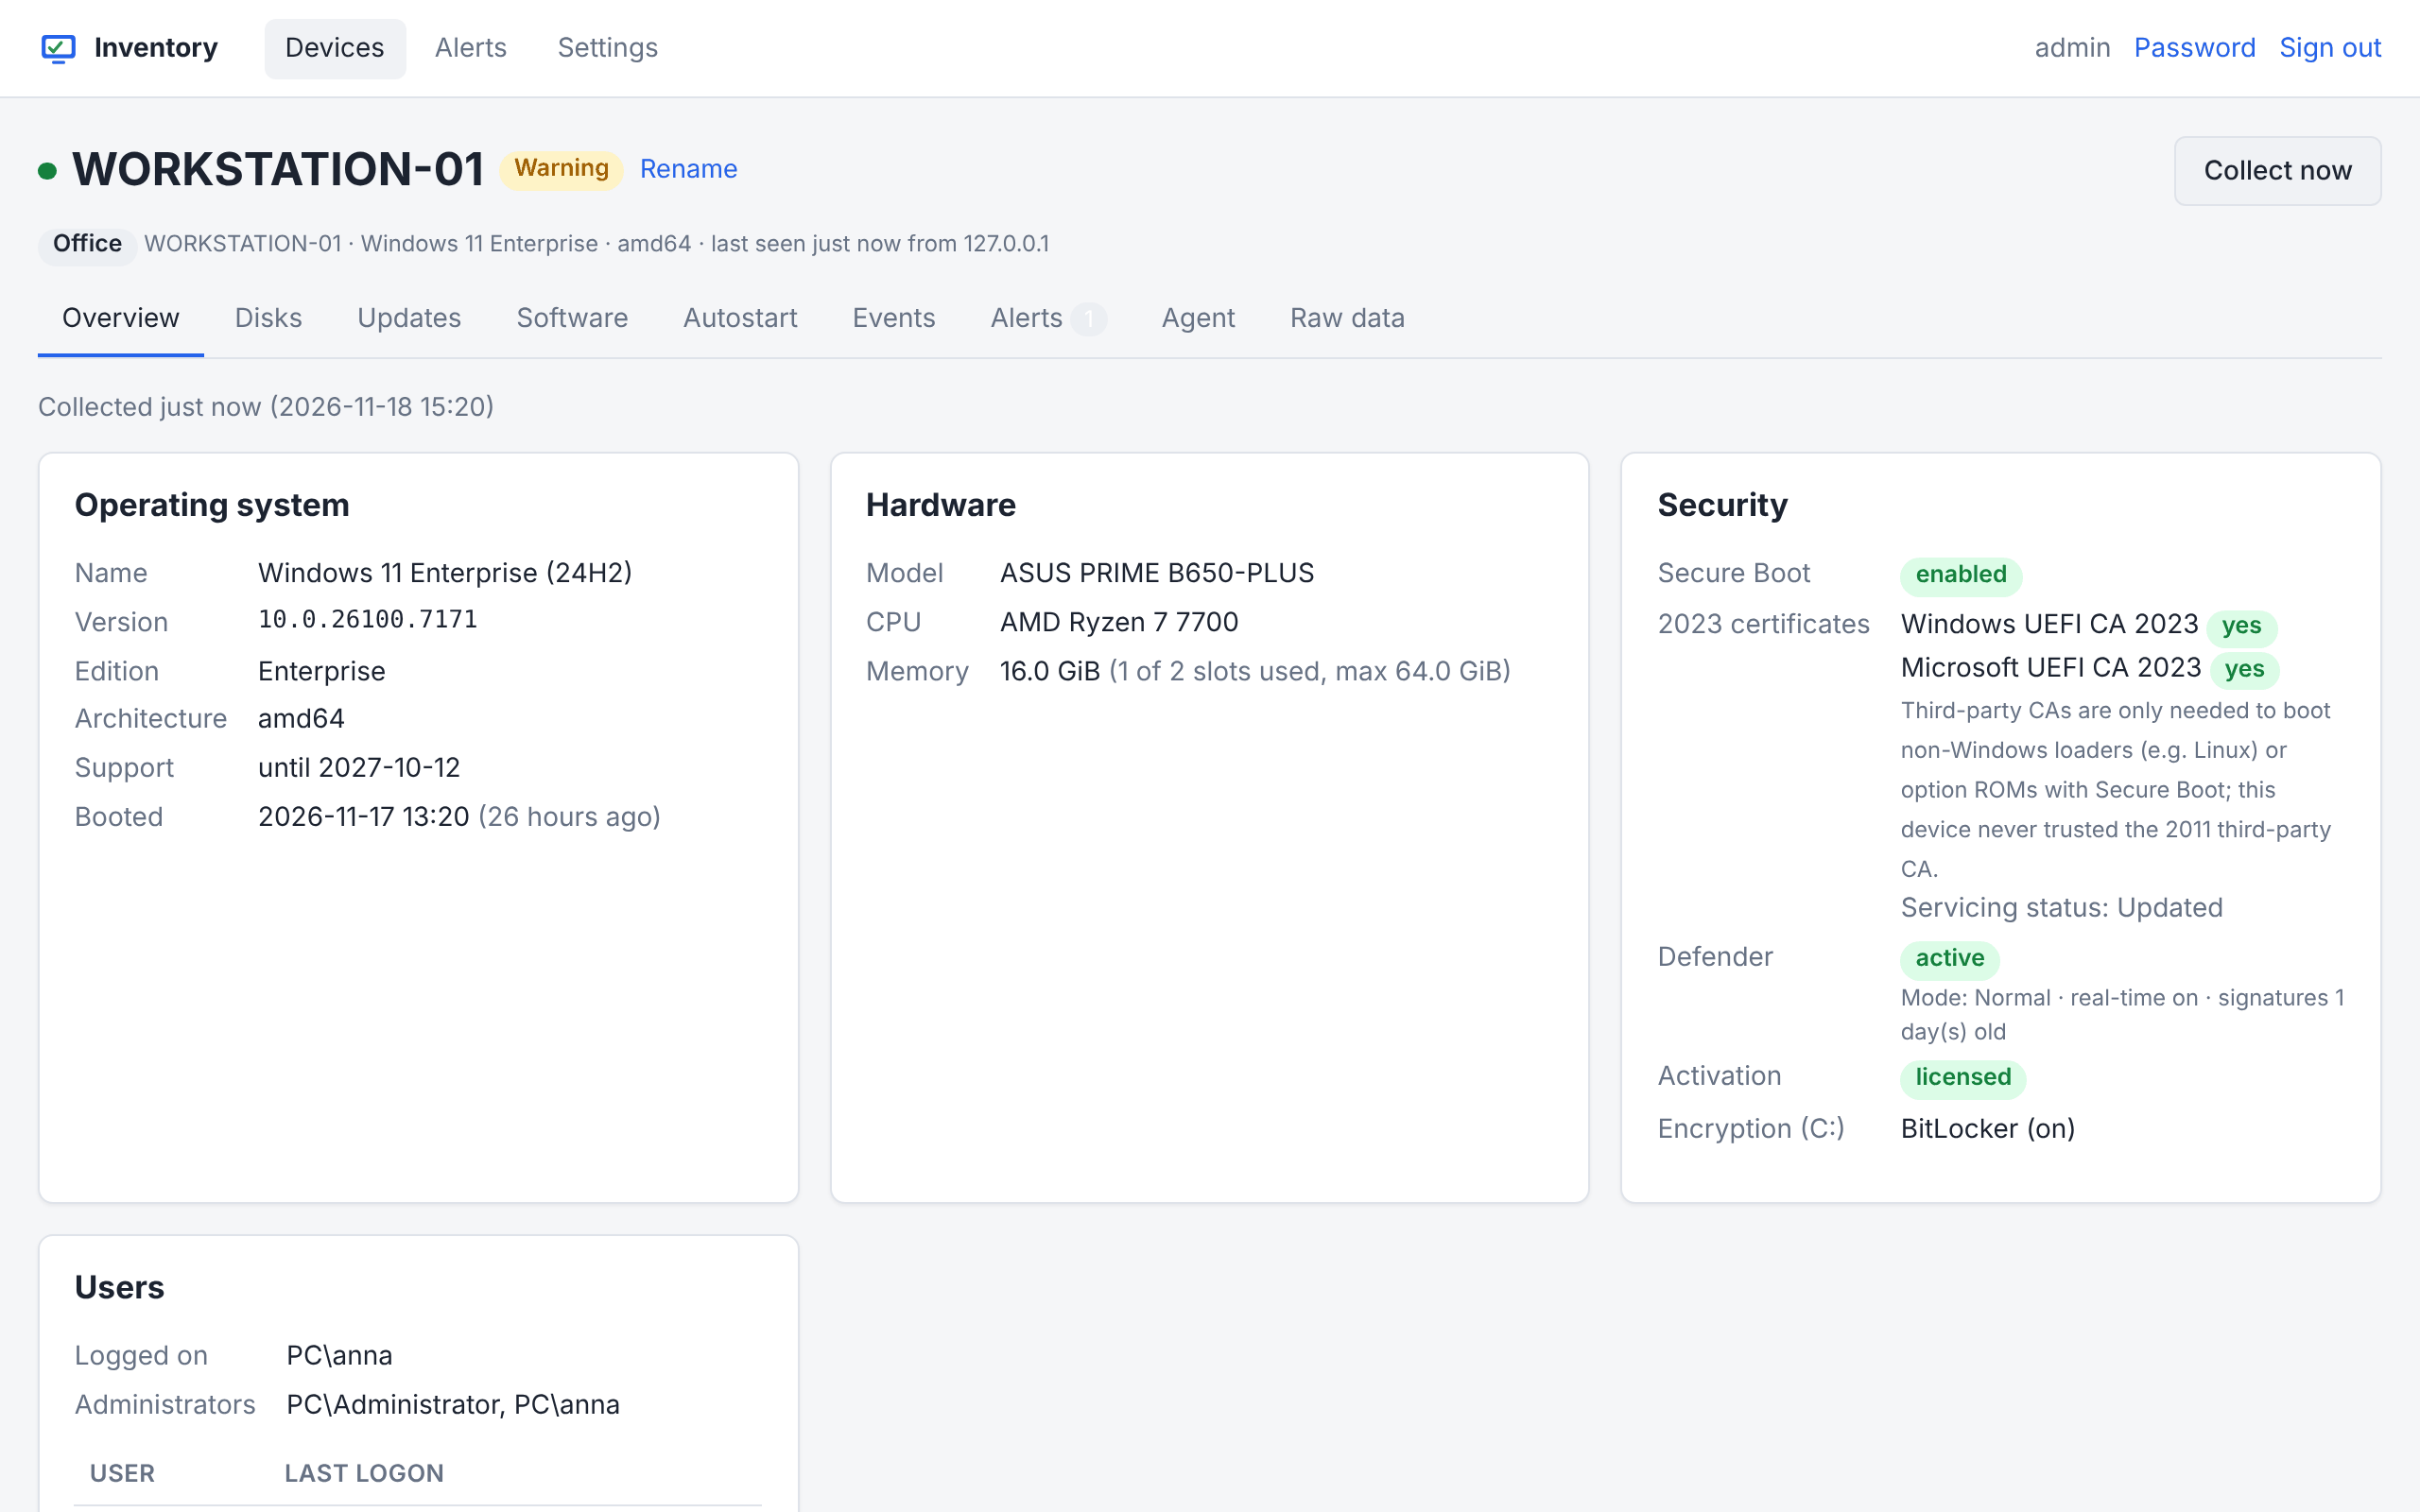 Inventory Devices Alerts Settings admin Password Sign out
WORKSTATION-01 Warning Rename Collect now
Office WORKSTATION-01 · Windows 11 Enterprise · amd64 · last seen just now from 127.0.0.1
Overview Disks Updates Software Autostart Events Alerts 1 Agent Raw data
Collected just now (2026-11-18 15:20)
Operating system
Name Windows 11 Enterprise (24H2)
Version 10.0.26100.7171
Edition Enterprise
Architecture amd64
Support until 2027-10-12
Booted 2026-11-17 13:20 (26 hours ago)
Hardware
Model ASUS PRIME B650-PLUS
CPU AMD Ryzen 7 7700
Memory 16.0 GiB (1 of 2 slots used, max 64.0 GiB)
Security
Secure Boot enabled
2023 certificates Windows UEFI CA 2023 yes
Microsoft UEFI CA 2023 yes
Third-party CAs are only needed to boot
non-Windows loaders (e.g. Linux) or
option ROMs with Secure Boot; this
device never trusted the 2011 third-party
CA.
Servicing status: Updated
Defender active
Mode: Normal · real-time on · signatures 1
day(s) old
Activation licensed
Encryption (C:) BitLocker (on)
Users
Logged on PC\anna
Administrators PC\Administrator, PC\anna
USER LAST LOGON